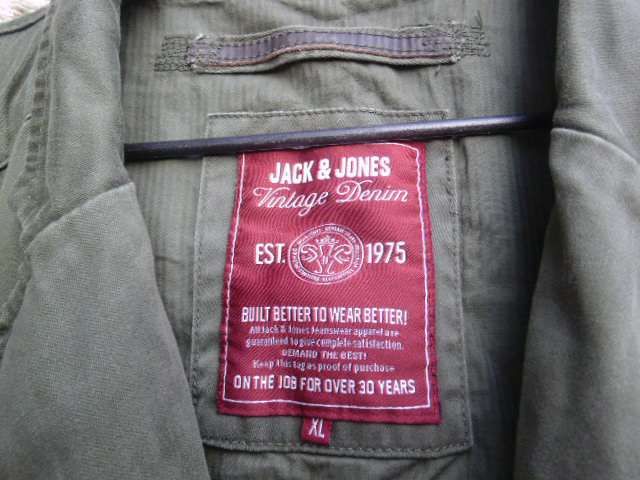 JACK & JONES
Vintage Denim
EST. 1975
BUILT BETTER TO WEAR BETTER!
All Jack & Jones Jeanswear apparel are
guaranteed to give complete satisfaction.
DEMAND THE BEST!
Keep this tag as proof of purchase
ON THE JOB FOR OVER 30 YEARS
XL